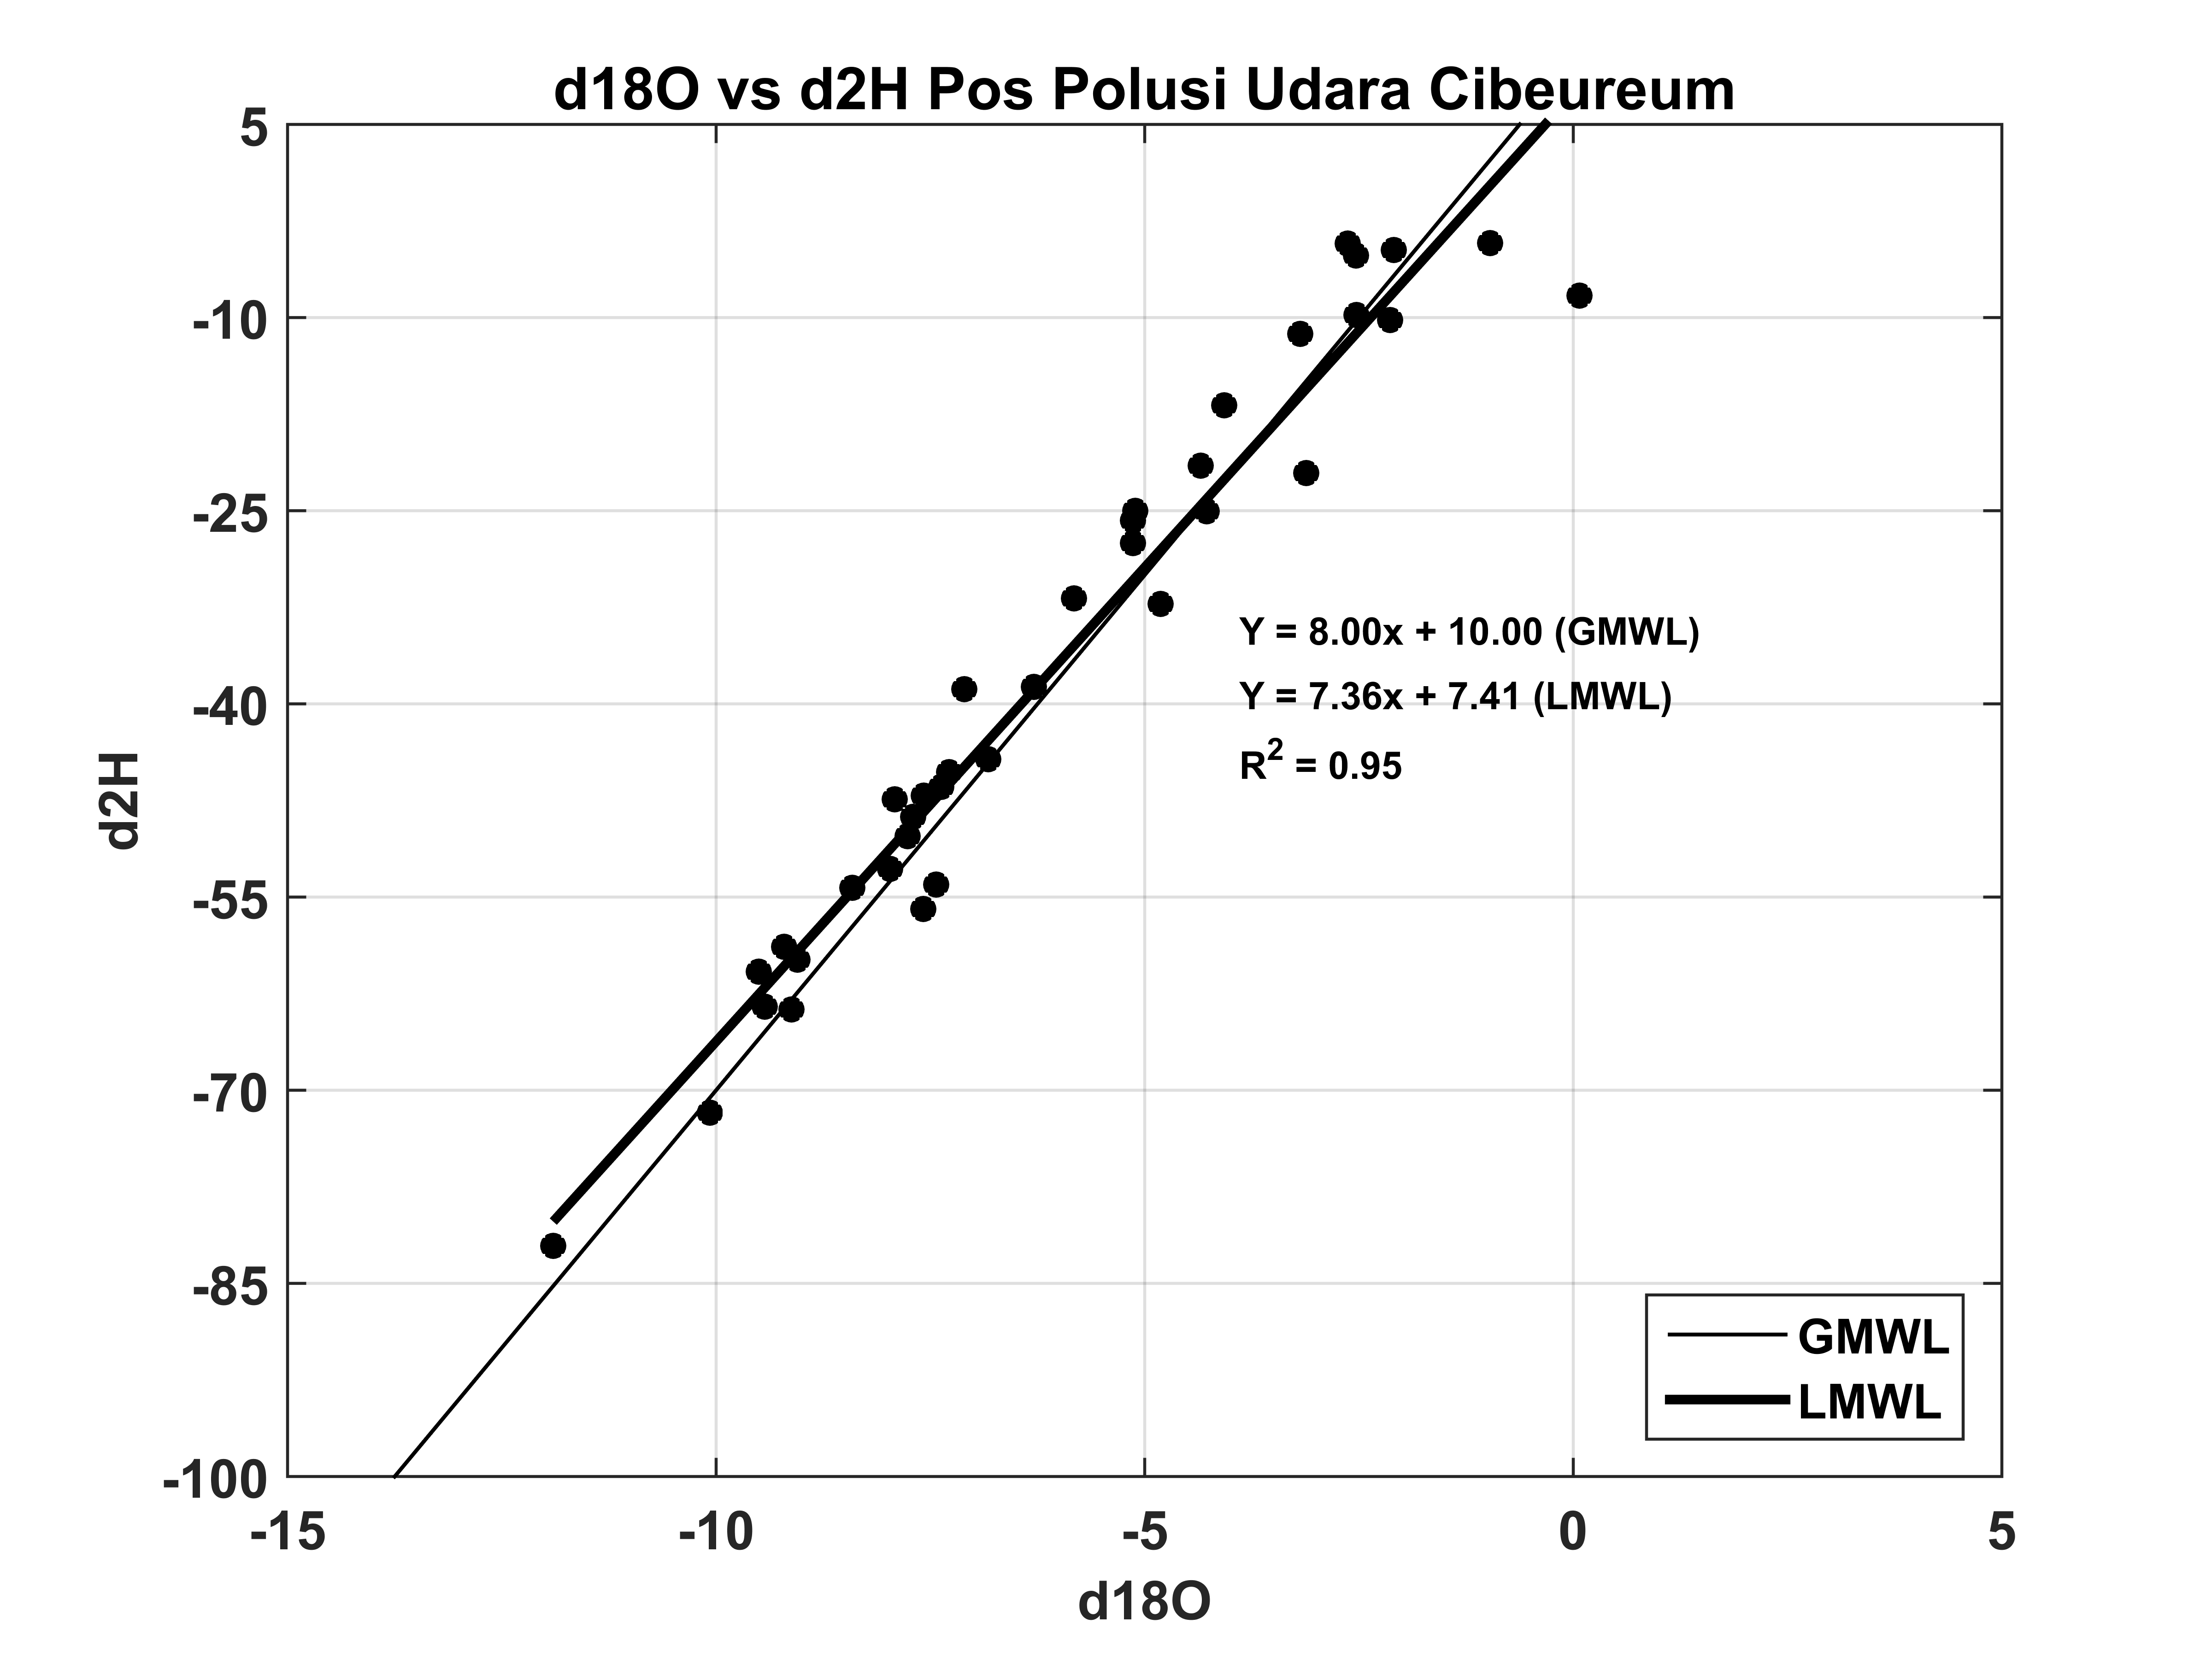 d18O vs d2H Pos Polusi Udara Cibeureum
5
-10
-25
-40
-55
-70
-85
-100
d2H
Y = 8.00x + 10.00 (GMWL)
Y = 7.36x + 7.41 (LMWL)
R² = 0.95
GMWL
LMWL
-15
-10
-5
0
5
d18O